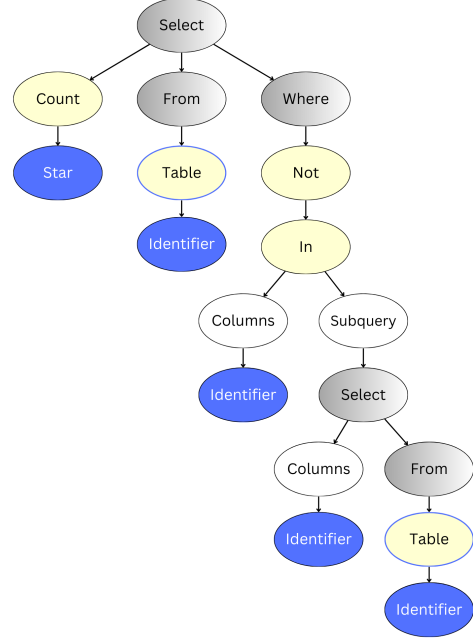 Select
Count
From
Where
Star
Table
Not
Identifier
In
Columns
Subquery
Identifier
Select
Columns
From
Identifier
Table
Identifier